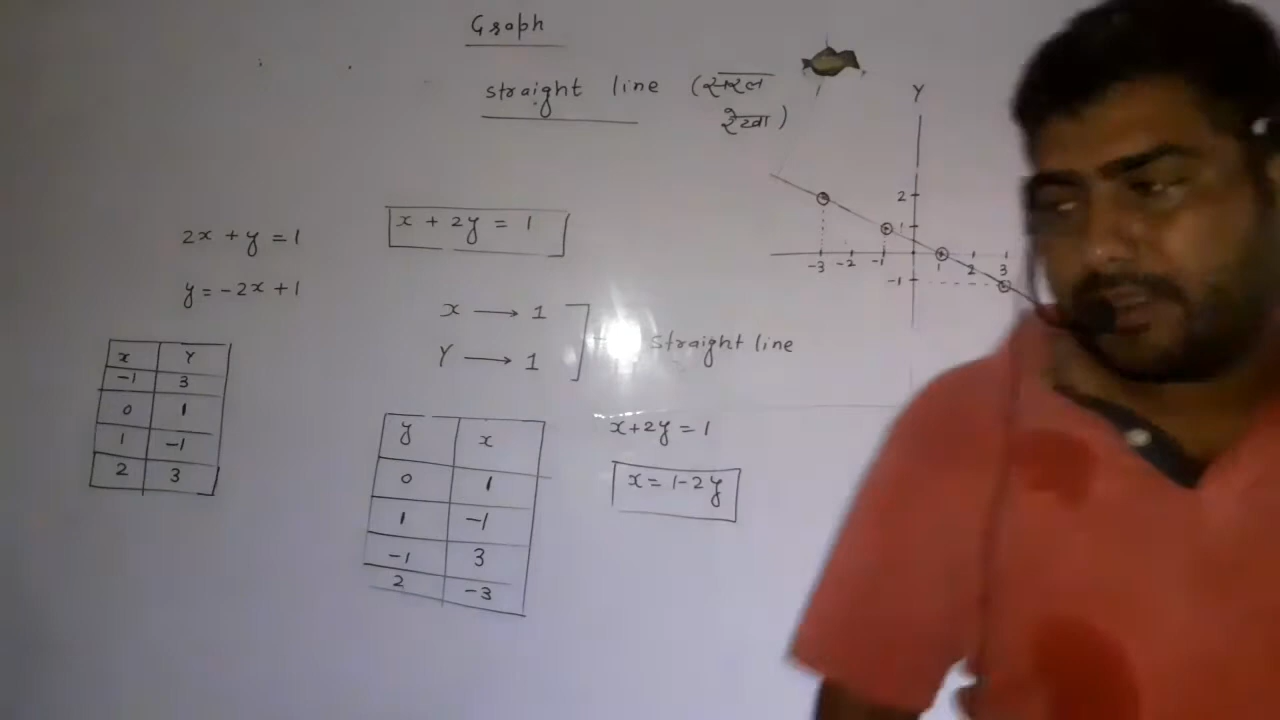 Graph
straight line (सरल
रेखा)
2x + y = 1
y = -2x + 1
x Y
-1 3
0 1
1 -1
2 3
x + 2y = 1
x → 1
Y → 1
straight line
y x
0 1
1 -1
-1 3
2 -3
x+2y = 1
x = 1-2y
Y
2
1
-3 -2 -1 1 2 3
-1